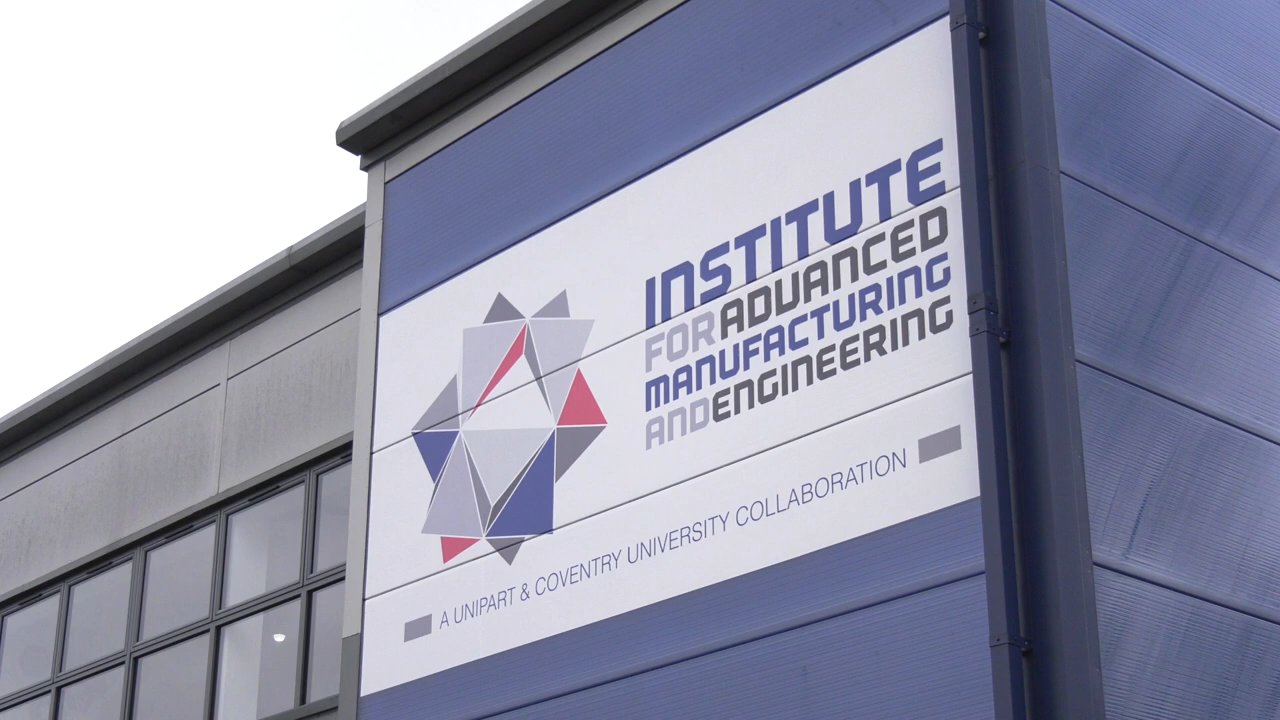 INSTITUTE
FOR ADVANCED
MANUFACTURING
AND ENGINEERING
A UNIPART & COVENTRY UNIVERSITY COLLABORATION